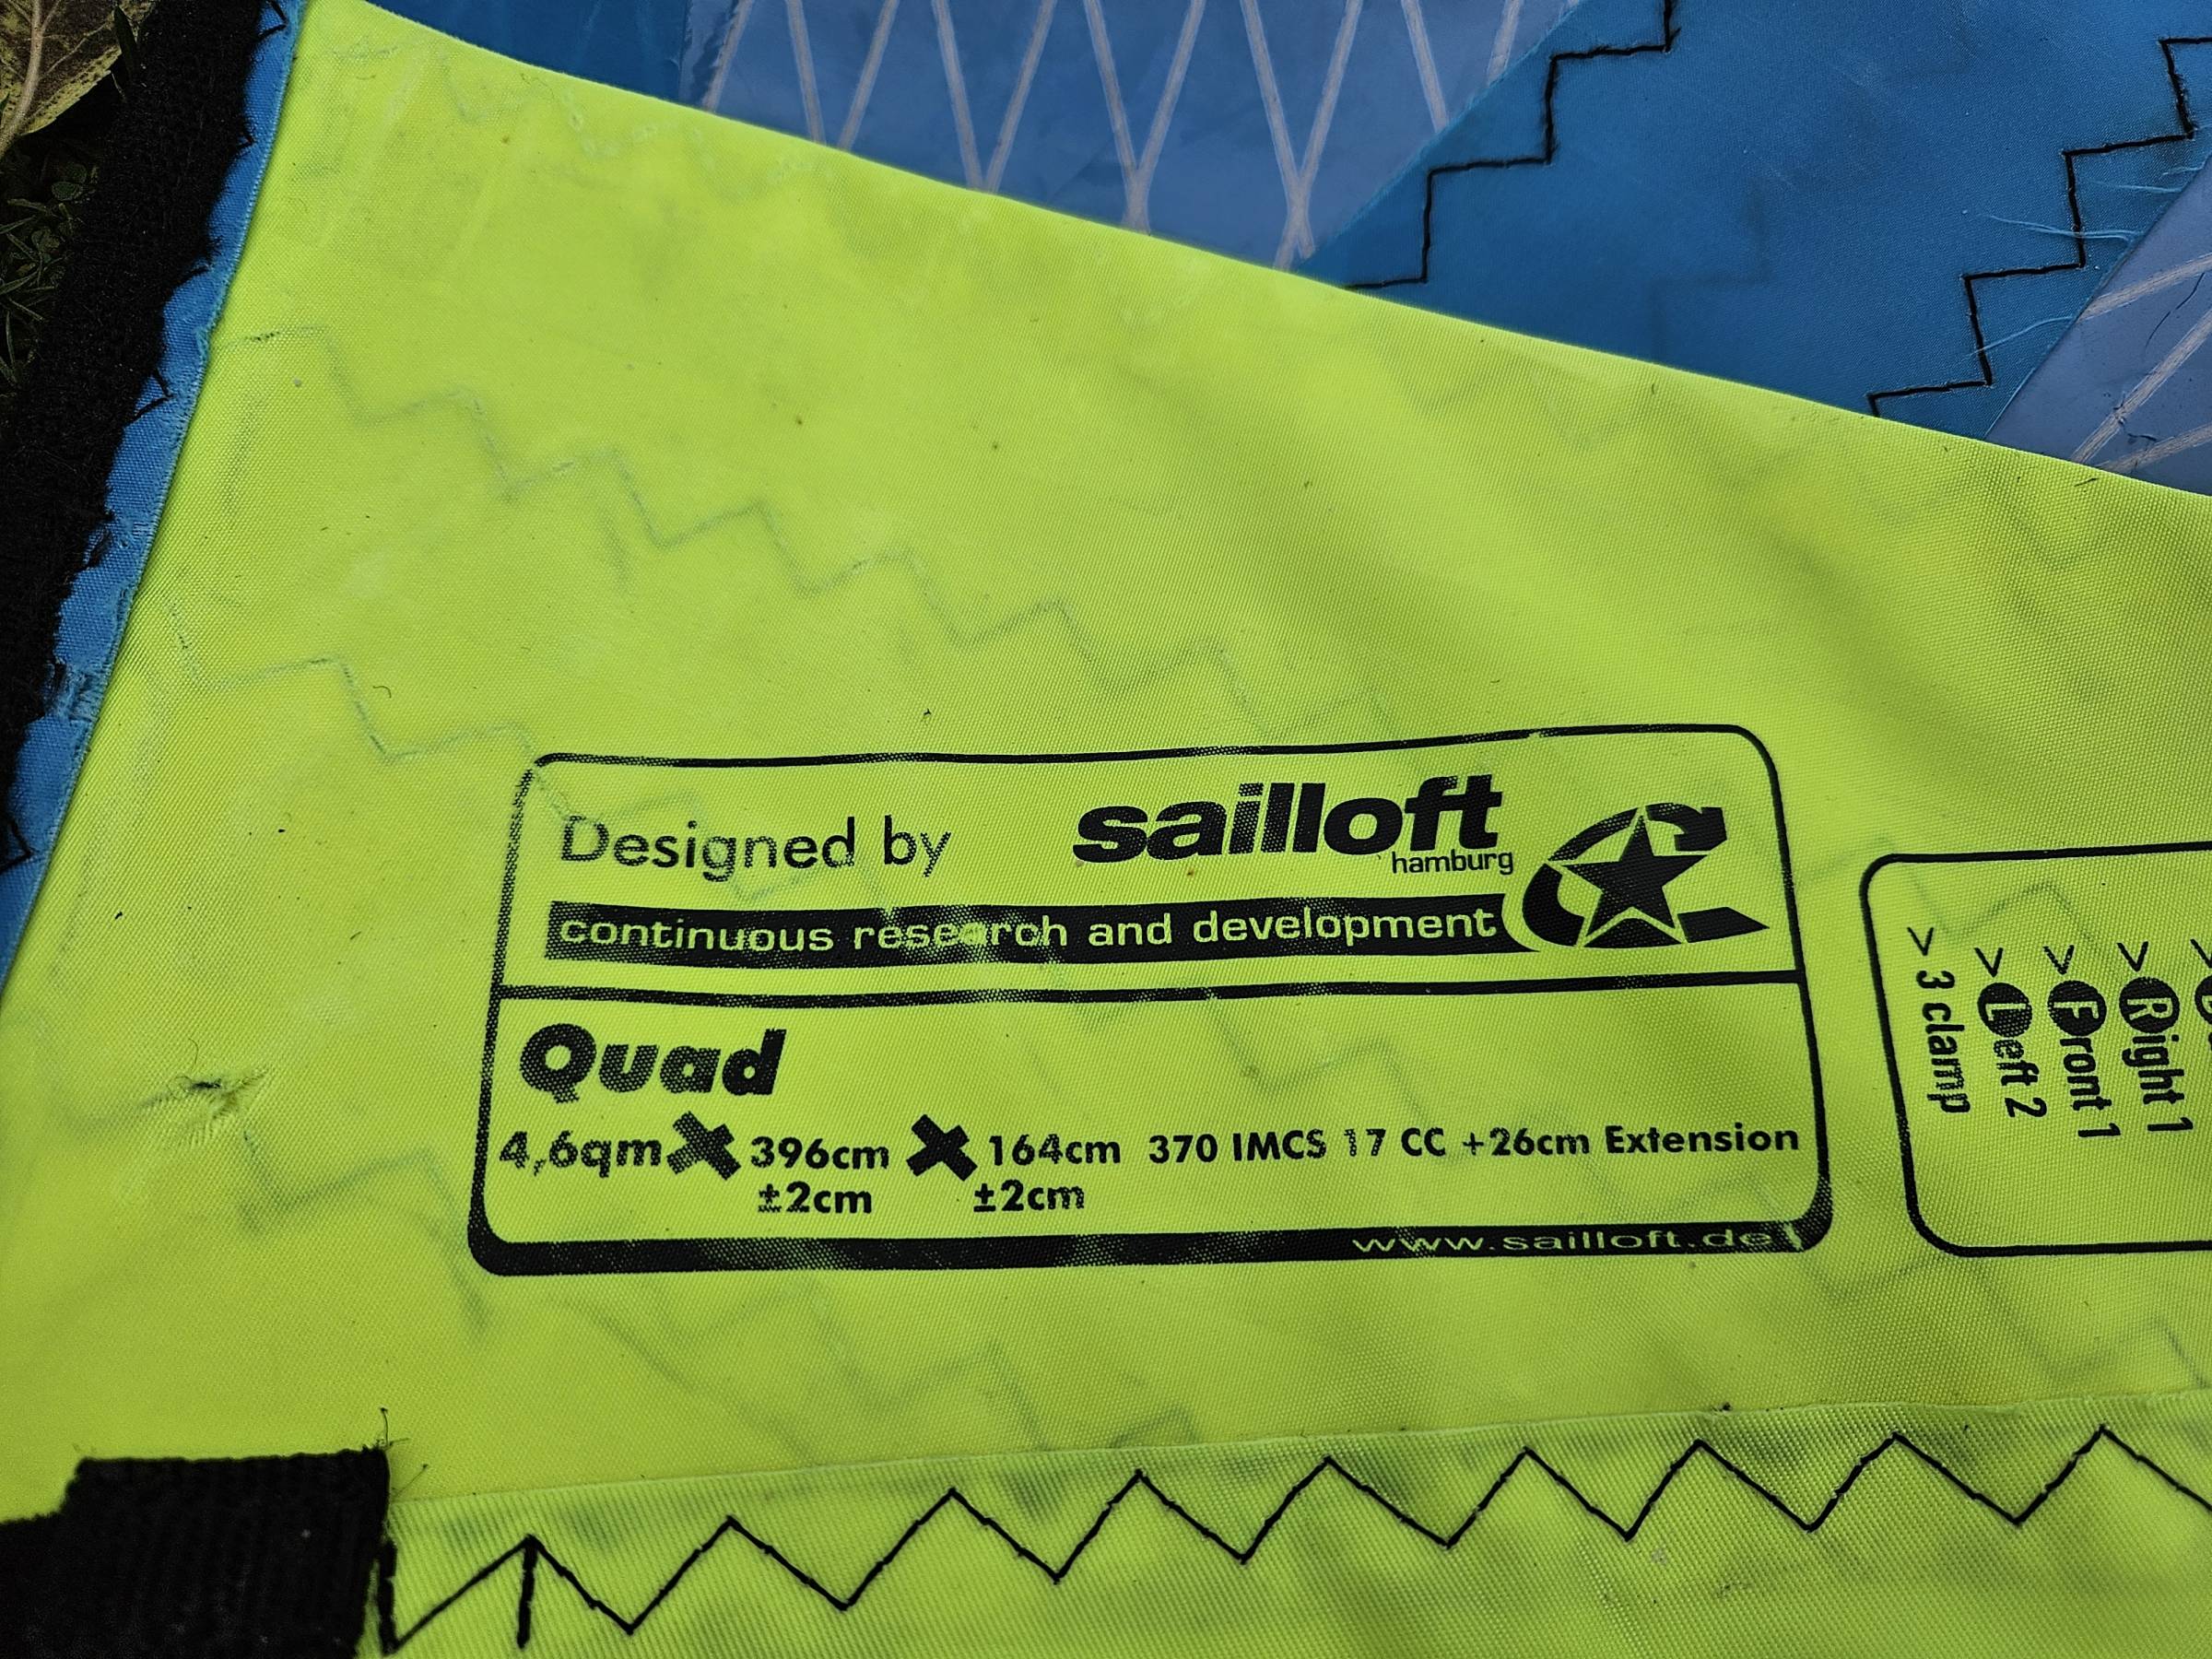 Designed by sailloft
hamburg
continuous research and development
Quad
4,6qm 396cm 164cm 370 IMCS 17 CC +26cm Extension
±2cm ±2cm
www.sailloft.de
> Right 1
> Front 1
> Left 2
> 3 clamp